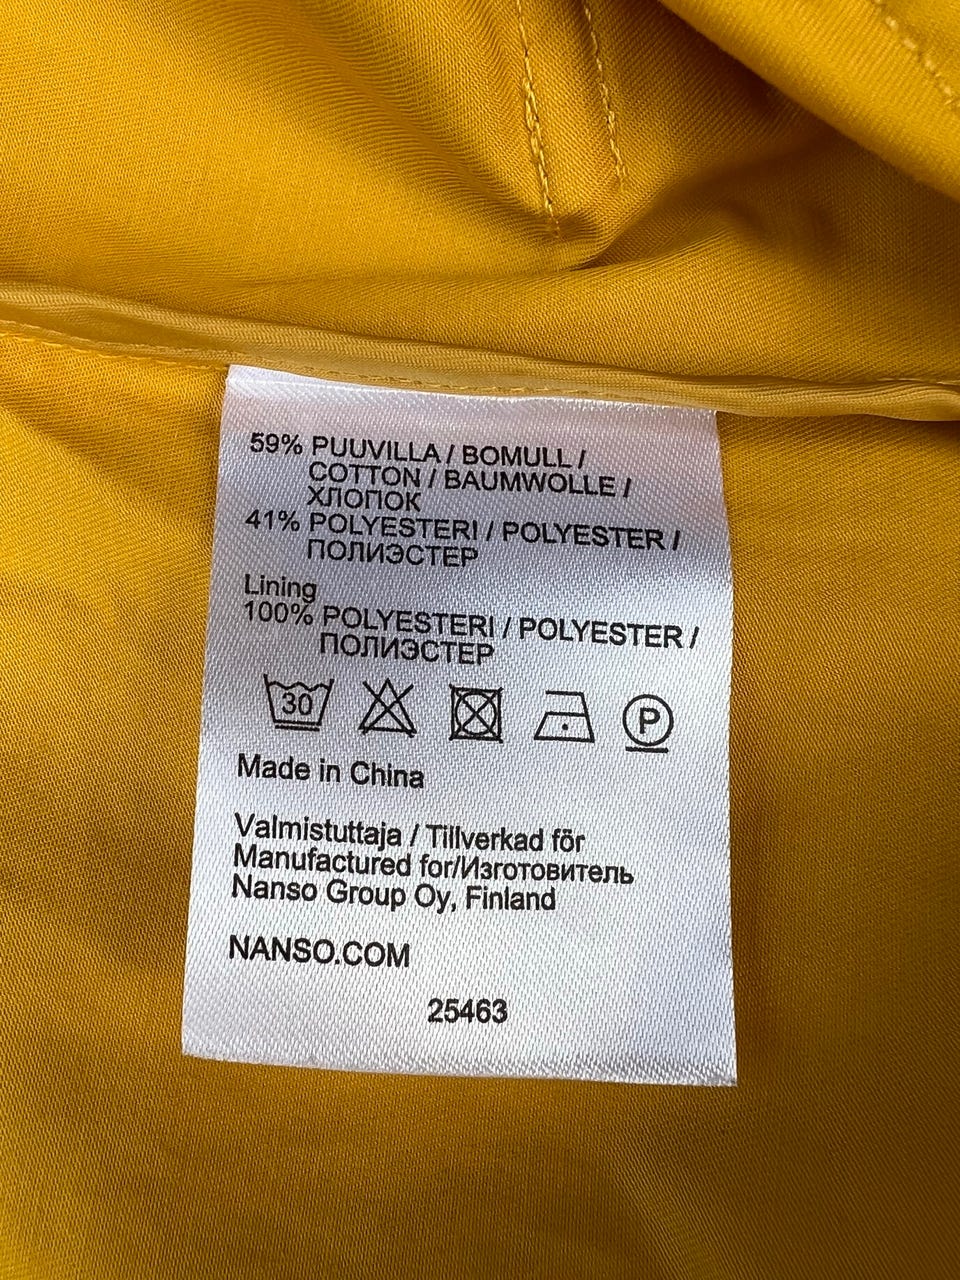 59% PUUVILLA / BOMULL /
COTTON / BAUMWOLLE /
ХЛОПОК
41% POLYESTERI / POLYESTER /
ПОЛИЭСТЕР
Lining
100% POLYESTERI / POLYESTER /
ПОЛИЭСТЕР
30 P
Made in China
Valmistuttaja / Tillverkad för
Manufactured for/Изготовитель
Nanso Group Oy, Finland
NANSO.COM
25463